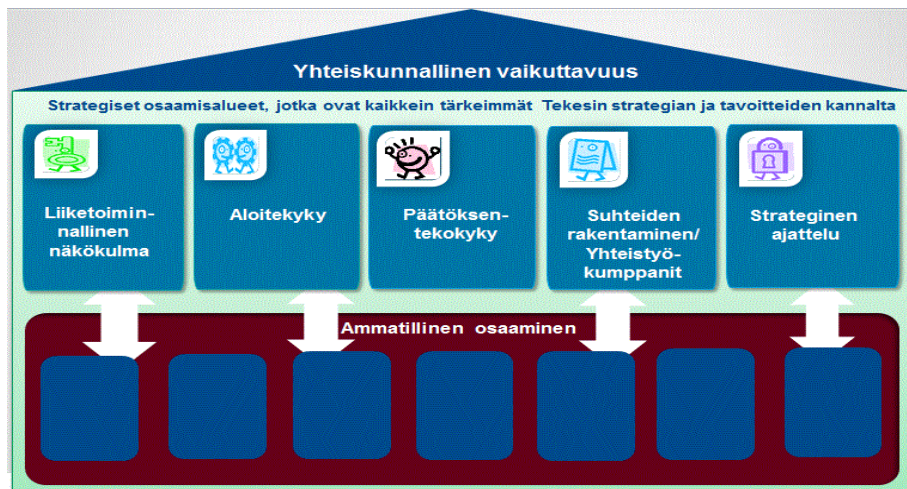 Yhteiskunnallinen vaikuttavuus
Strategiset osaamisalueet, jotka ovat kaikkein tärkeimmät Tekesin strategian ja tavoitteiden kannalta
Liiketoimin-
nallinen
näkökulma
Aloitekyky
Päätöksen-
tekokyky
Suhteiden
rakentaminen/
Yhteistyö-
kumppanit
Strateginen
ajattelu
Ammatillinen osaaminen